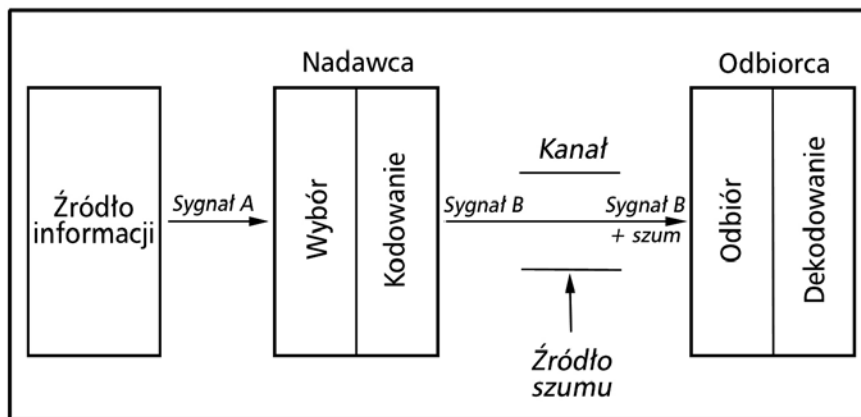 Nadawca
Odbiorca
Źródło
informacji
Sygnał A
Wybór
Kodowanie
Sygnał B
Kanał
Sygnał B
+ szum
Odbiór
Dekodowanie
Źródło
szumu